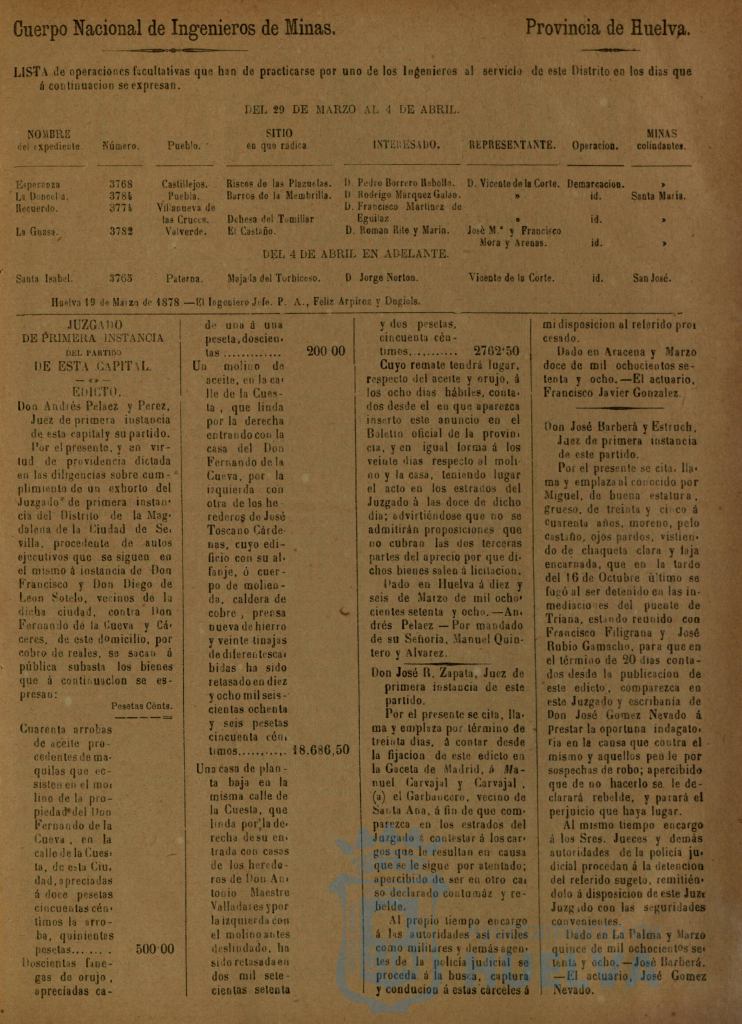 Cuerpo Nacional de Ingenieros de Minas.
Provincia de Huelva.
LISTA de operaciones facultativas que han de practicarse por uno de los Ingenieros al servicio de este Distrito en los dias que
á continuacion se expresan.
DEL 29 DE MARZO AL 4 DE ABRIL.
NOMBRE del expediente. Número. Pueblo. SITIO en que radica INTERESADO. REPRESENTANTE. Operacion. MINAS colindantes.
Esperanza 3768 Castillejos. Riscos de las Plazuelas. D Pedro Borrero Rebollo. D. Vicente de la Corte. Demarcacion. »
La Doncella 3784 Puebla. Barros de la Membrilla. D Rodrigo Marquez Galao. » id. Santa Maria.
Recuerdo. 3774 Villanueva de D. Francisco Martinez de
las Cruces. Dehesa del Tomillar Eguilaz » id. »
La Guasa. 3782 Valverde. El Castaño. D. Roman Rite y Marin. José M.ª y Francisco
Mora y Arenas. id. »
DEL 4 DE ABRIL EN ADELANTE.
Santa Isabel. 3765 Paterna. Majada del Torbiceso. D Jorge Norton. Vicente de la Corte. id. San José.
Huelva 19 de Marzo de 1878 —El Ingeniero Jefe. P. A., Feliz Arpiroz y
JUZGADO
DE PRIMERA INSTANCIA
DEL PARTIDO
DE ESTA CAPITAL.
EDICTO.
Don Andrés Pelaez y Perez,
Juez de primera instancia
de esta capital y su partido.
Por el presente, y en vir-
tud de providencia dictada
en las diligencias sobre cum-
plimiento de un exhorto del
Juzgado de primera instan-
cia del Distrito de la Mag-
dalena de la Ciudad de Se-
villa, procedente de autos
ejecutivos que se siguen en
el mismo á instancia de Don
Francisco y Don Diego de
Leon Sotelo, vecinos de la
dicha ciudad, contra Don
Fernando de la Cueva y Cá-
ceres, de este domicilio, por
cobro de reales, se sacan á
pública subasta los bienes
que á continuacion se es-
presan:
Pesetas Cénts.
Cuarenta arrobas
de aceite pro-
cedentes de ma-
quilas que ec-
sisten en el mo-
lino de la pro-
piedad del Don
Fernando de la
Cueva, en la
calle de la Cues-
ta, de esta Ciu-
dad, apreciadas
á doce pesetas
cincuenta cén-
timos la arro-
ba, quinientas
pesetas....... 500 00
Doscientas fane-
gas de orujo,
apreciadas ca-
da una á una
peseta, doscien-
tas ............ 200 00
Un molino de
aceite, en la ca-
lle de la Cues-
ta, que linda
por la derecha
entrando con la
casa del Don
Fernando de la
Cueva, por la
izquierda con
otra de los he-
rederos de José
Toscano Cárde-
nas, cuyo edi-
ficio con su al-
fanje, ó cuer-
po de molien-
da, caldera de
cobre, prensa
nueva de hierro
y veinte tinajas
de diferentes ca-
bidas ha sido
retasado en diez
y ocho mil seis-
cientas ochenta
y seis pesetas
cincuenta cén-
timos.......... 18.686,50
Una casa de plan-
ta baja en la
misma calle de
la Cuesta, que
linda por la de-
recha de su en-
trada con casas
de los herede-
ros de Don An-
tonio Maestre
Valladares y por
la izquierda con
el molino antes
deslindado, ha
sido retasada en
dos mil sete-
cientas setenta
y dos pesetas,
cincuenta cén-
timos,.......... 2762'50
Cuyo remate tendrá lugar,
respecto del aceite y orujo, á
los ocho dias hábiles, conta-
dos desde el en que aparezca
inserto este anuncio en el
Boletin oficial de la provin-
cia, y en igual forma á los
veinte dias respecto al moli-
no y la casa, teniendo lugar
el acto en los estrados del
Juzgado á las doce de dicho
dia; advirtiéndose que no se
admitirán proposiciones que
no cubran las dos terceras
partes del aprecio por que di-
chos bienes salen á licitacion.
Dado en Huelva á diez y
seis de Marzo de mil ocho-
cientos setenta y ocho.—An-
drés Pelaez —Por mandado
de su Señoria, Manuel Quin-
tero y Alvarez.
Don José R. Zapata, Juez de
primera instancia de este
partido.
Por el presente se cita, lla-
ma y emplaza por término de
treinta dias, á contar desde
la fijacion de este edicto en
la Gaceta de Madrid, á Ma-
nuel Carvajal y Carvajal,
(a) el Garbancero, vecino de
Santa Ana, á fin de que com-
parezca en los estrados del
Juzgado á contestar á los car-
gos que le resultan en causa
que se le sigue por atentado;
apercibido de ser en otro ca-
so declarado contumáz y re-
belde.
Al propio tiempo encargo
á las autoridades asi civiles
como militares y demás agen-
tes de la policia judicial se
proceda á la busca, captura
y conducion á estas cárceles á
mi disposicion al referido pro-
cesado.
Dado en Aracena y Marzo
doce de mil ochocientos se-
tenta y ocho.—El actuario,
Francisco Javier Gonzalez.
Don José Barberá y Estruch,
Juez de primera instancia
de este partido.
Por el presente se cita, lla-
ma y emplaza al conocido por
Miguel, de buena estatura,
grueso, de treinta y cinco á
cuarenta años, moreno, pelo
castaño, ojos pardos, vistien-
do de chaqueta clara y faja
encarnada, que en la tarde
del 16 de Octubre último se
fugó al ser detenido en las in-
mediaciones del puente de
Triana, estando reunido con
Francisco Filigrana y José
Rubio Gamacho, para que en
el término de 20 dias conta-
dos desde la publicacion de
este edicto, comparezca en
este Juzgado y escribania de
Don José Gomez Nevado á
prestar la oportuna indagato-
ria en la causa que contra el
mismo y aquellos pende por
sospechas de robo; apercibido
que de no hacerlo se le de-
clarará rebelde, y parará el
perjuicio que haya lugar.
Al mismo tiempo encargo
á los Sres. Jueces y demás
autoridades de la policia ju-
dicial procedan á la detencion
del referido sugeto, remitién-
dolo á disposicion de este Juz-
Juzgado con las seguridades
convenientes.
Dado en La Palma y Marzo
quince de mil ochocientos se-
tenta y ocho.—José Barberá.
—El actuario, José Gomez
Nevado.